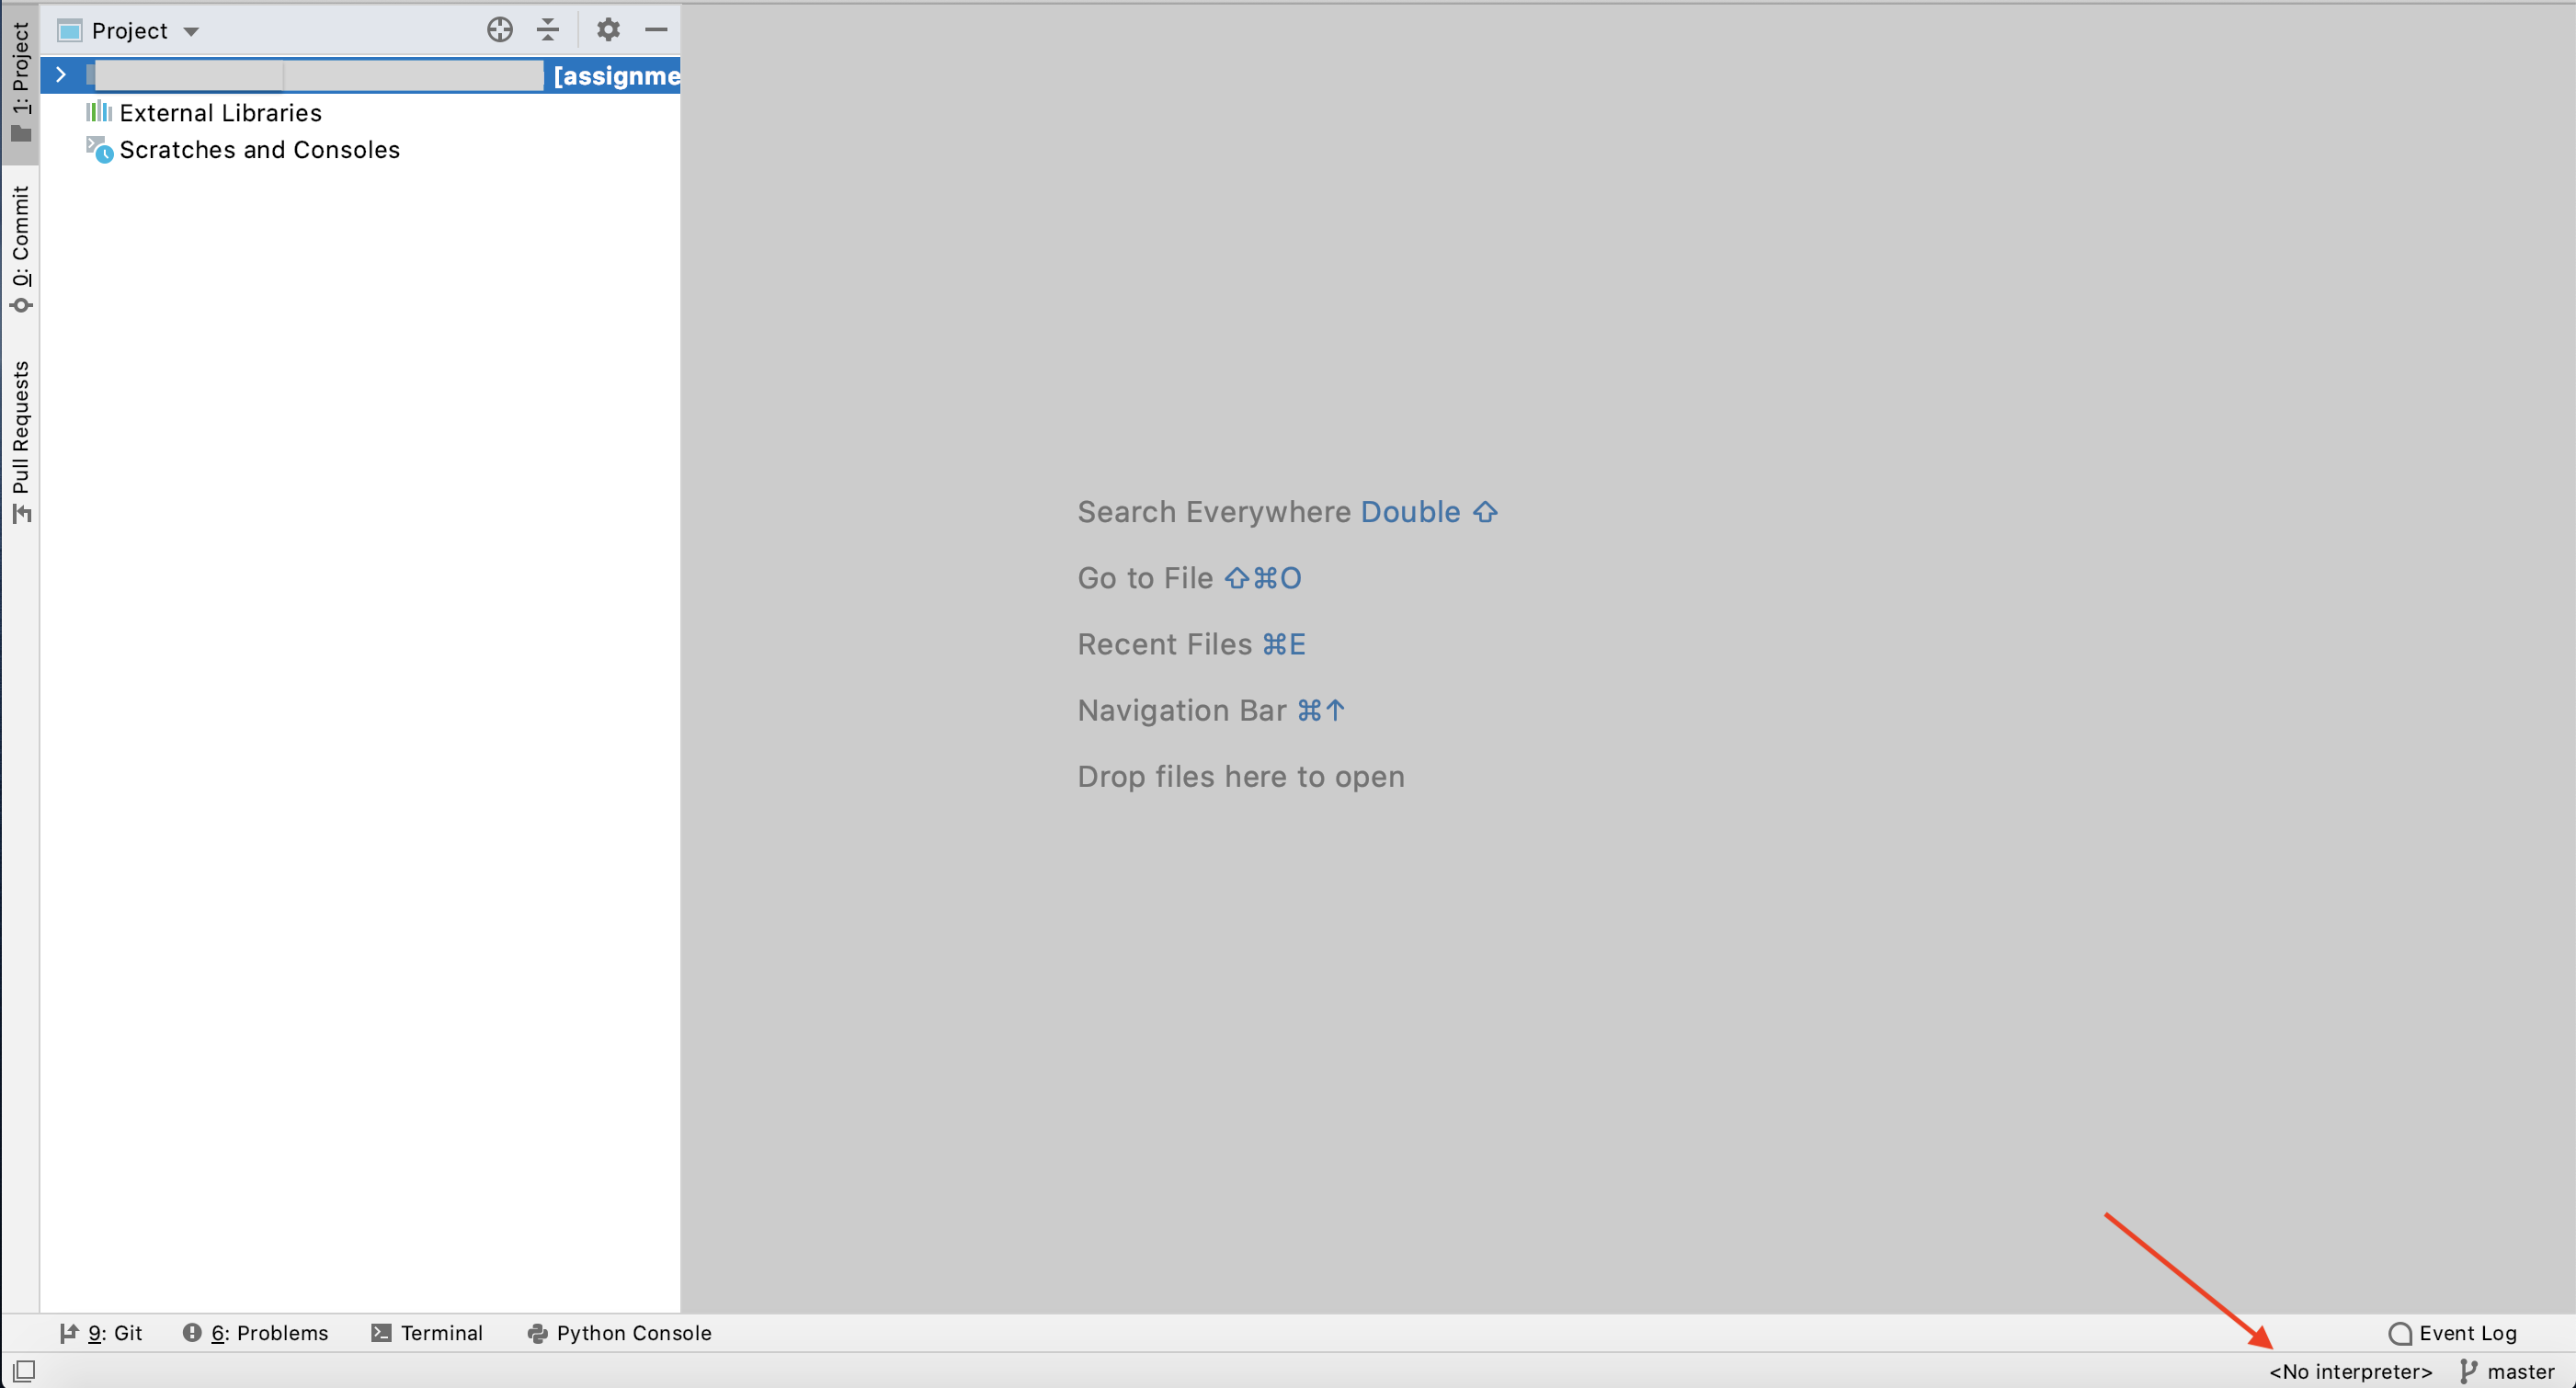 1: Project
0: Commit
Pull Requests
Project
[assignme
External Libraries
Scratches and Consoles
Search Everywhere Double ⇧
Go to File ⇧⌘O
Recent Files ⌘E
Navigation Bar ⌘↑
Drop files here to open
9: Git 6: Problems Terminal Python Console Event Log
<No interpreter> master